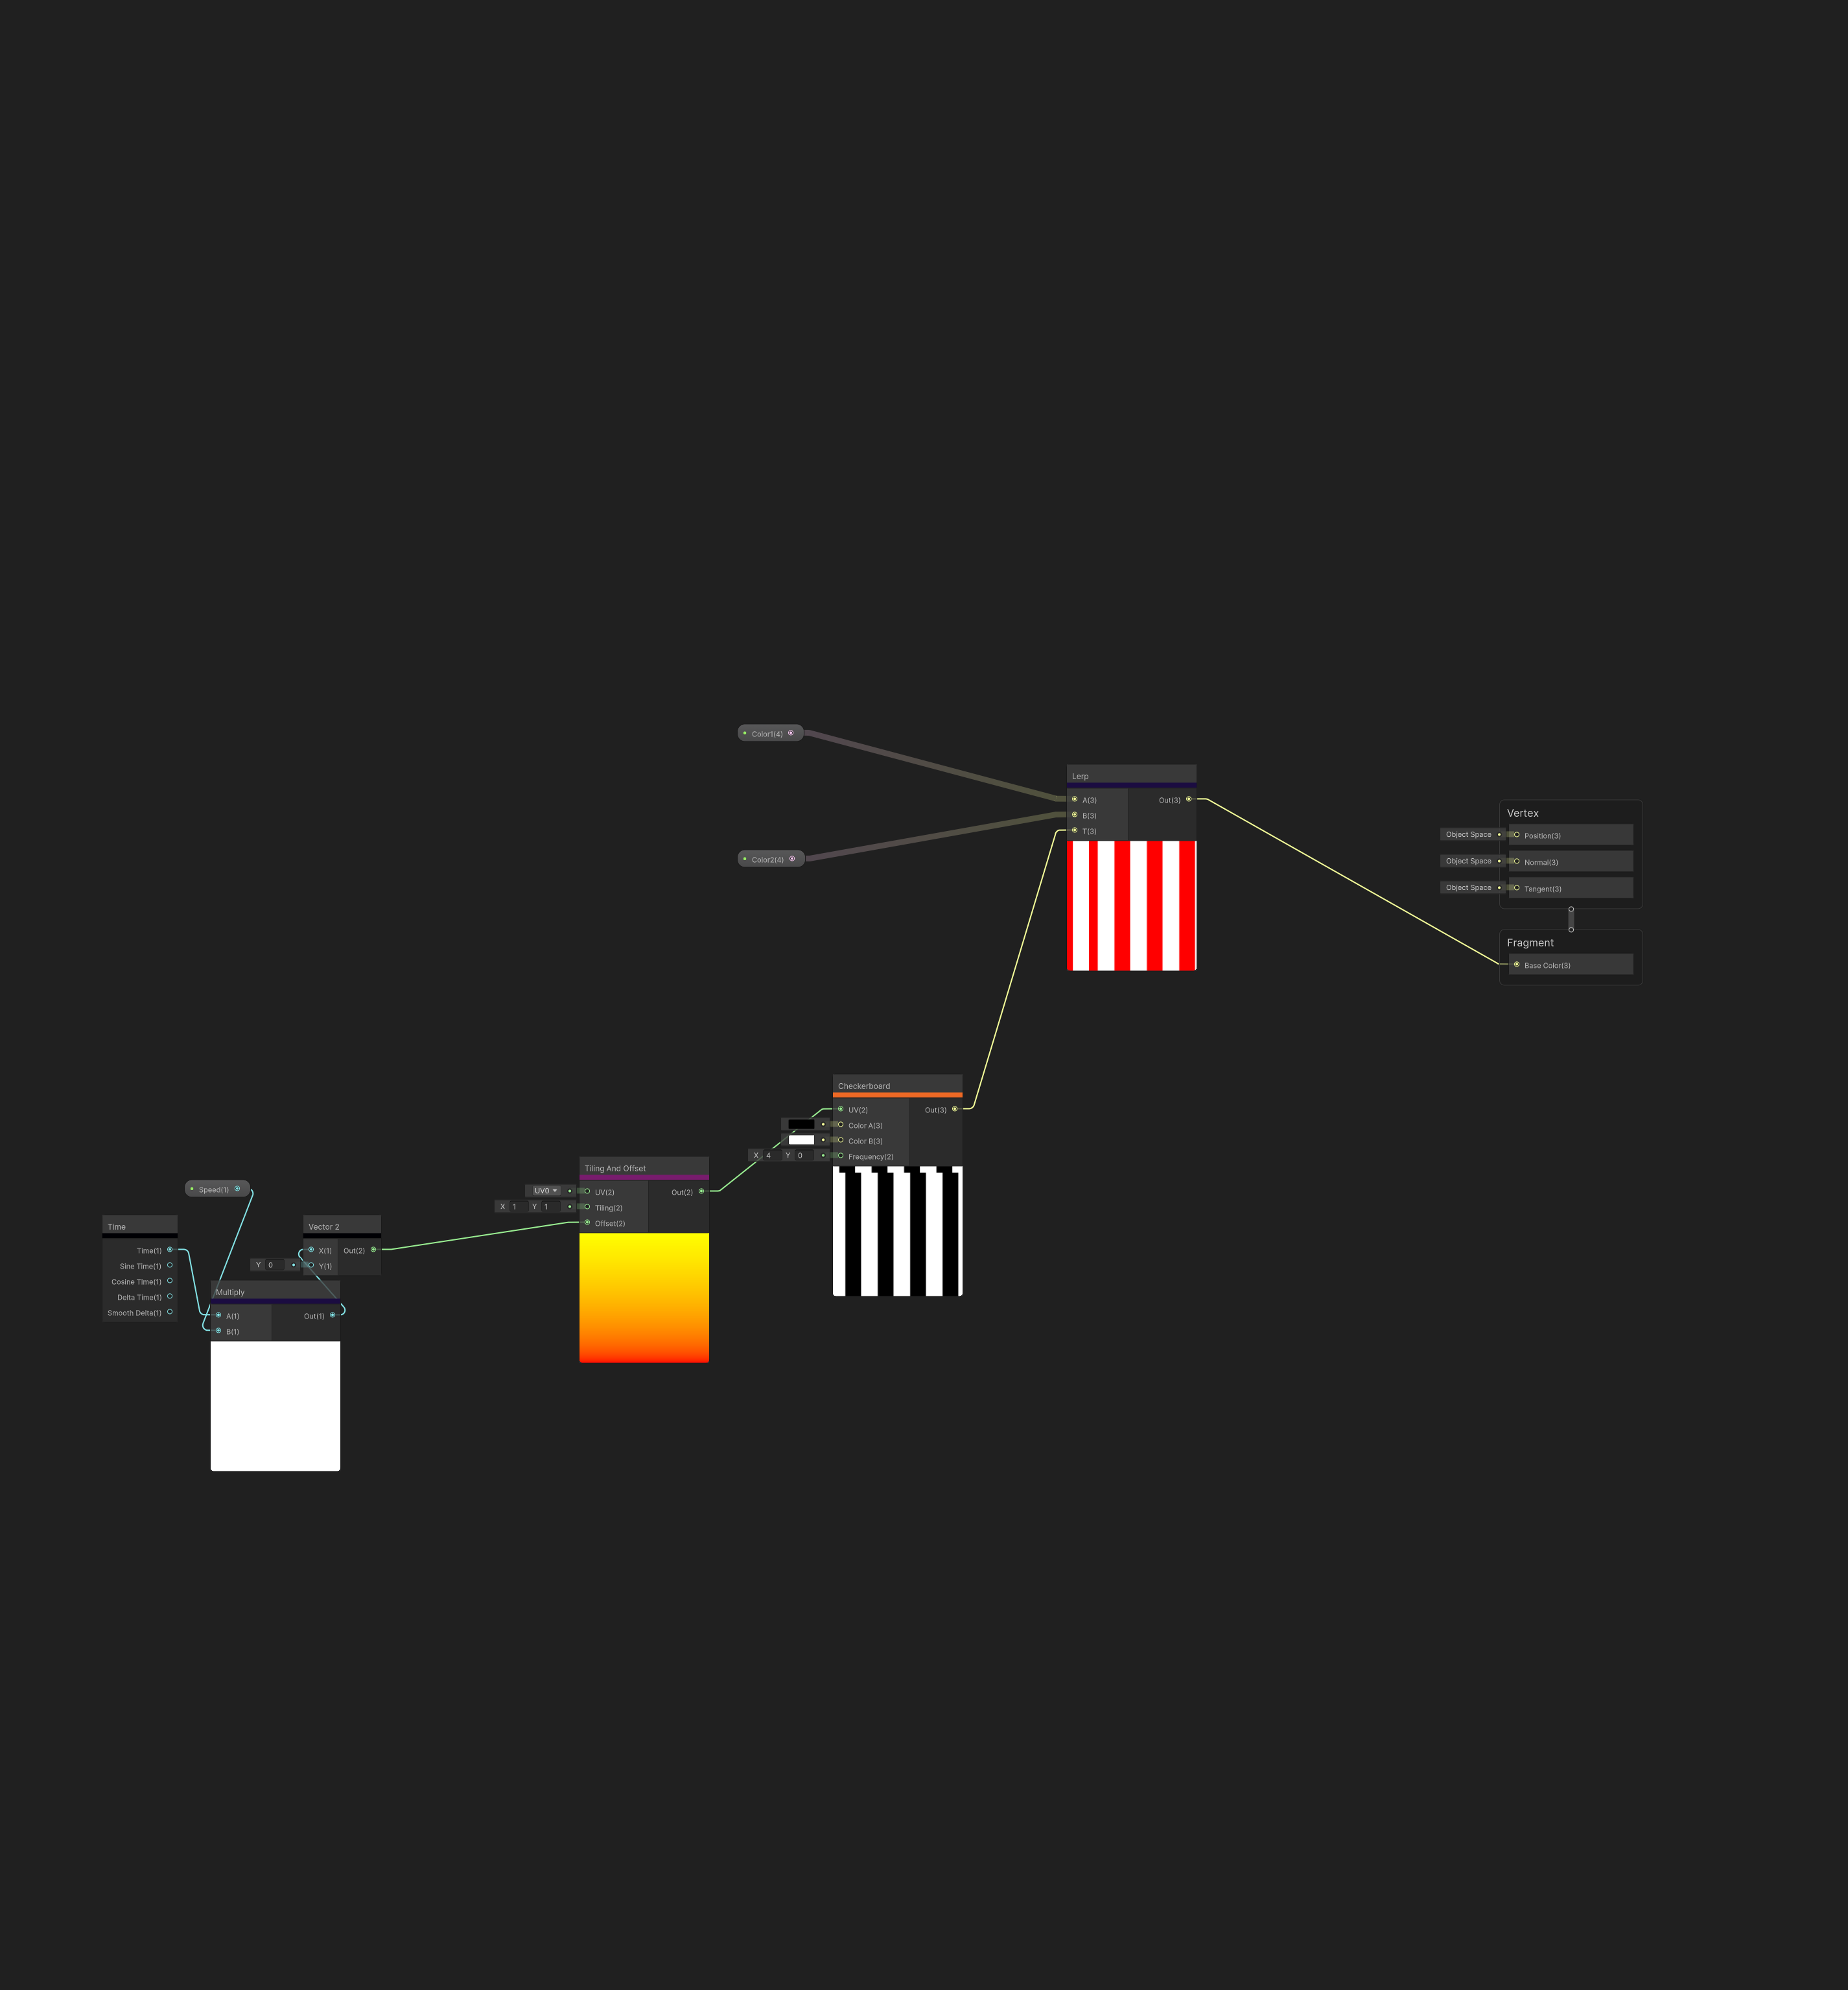 Color1(4)
Color2(4)
Lerp
A(3)
B(3)
T(3)
Out(3)
Vertex
Object Space
Position(3)
Object Space
Normal(3)
Object Space
Tangent(3)
Fragment
Base Color(3)
Checkerboard
UV(2)
Color A(3)
Color B(3)
X 4 Y 0
Frequency(2)
Out(3)
Tiling And Offset
UV0
UV(2)
X 1 Y 1
Tiling(2)
Offset(2)
Out(2)
Speed(1)
Time
Time(1)
Sine Time(1)
Cosine Time(1)
Delta Time(1)
Smooth Delta(1)
Vector 2
X(1)
Y 0
Y(1)
Out(2)
Multiply
A(1)
B(1)
Out(1)